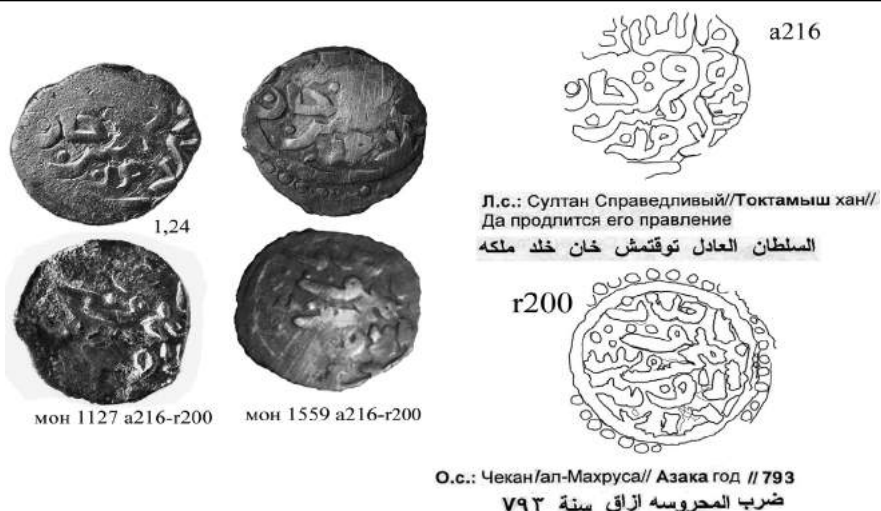 a216
1,24
Л.с.: Султан Справедливый//Токтамыш хан//
Да продлится его правление
السلطان العادل توقتمش خان خلد ملكه
r200
мон 1127 a216-r200
мон 1559 a216-r200
О.с.: Чекан/ал-Махруса// Азака год // 793
ضرب المحروسه ازاق سنة ٧٩٣